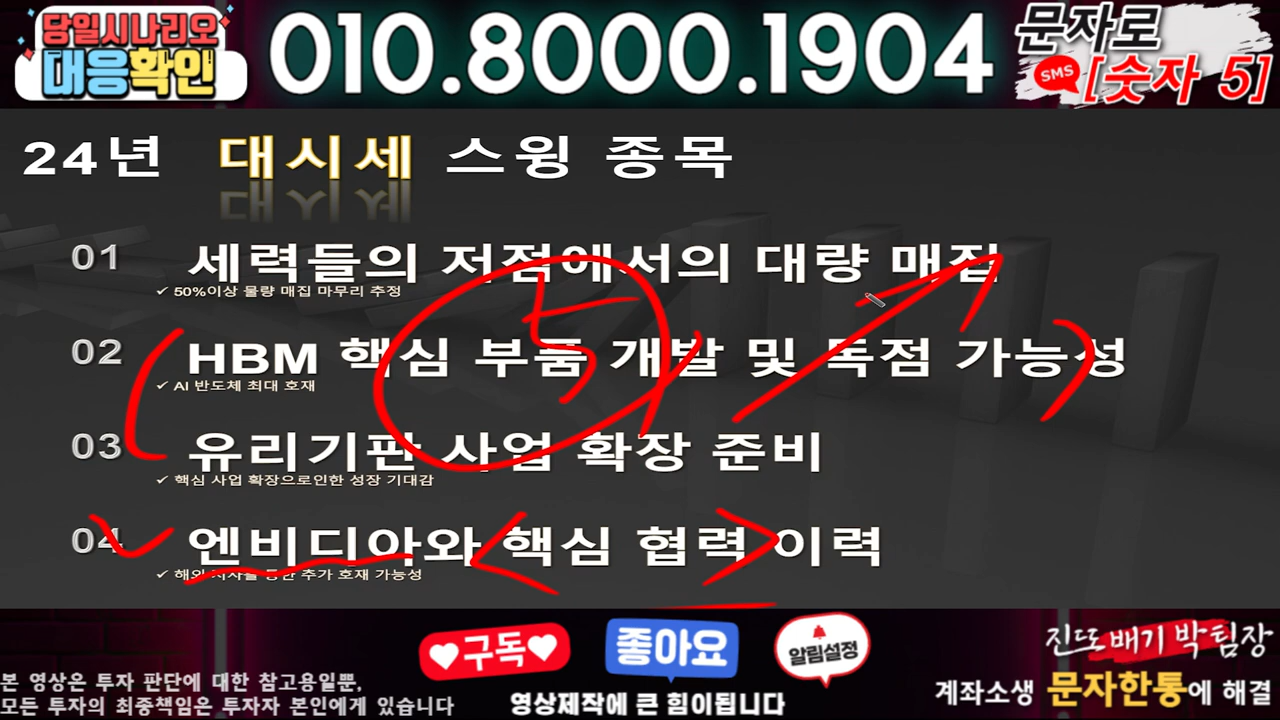 당일시나리오
대응확인
010.8000.1904
문자로
SMS [숫자 5]
24년 대시세 스윙 종목
01 세력들의 저점에서의 대량 매집
✓ 50%이상 물량 매집 마무리 추정
5
02 HBM 핵심 부품 개발 및 독점 가능성
✓ AI 반도체 최대 호재
03 유리기판 사업 확장 준비
✓ 핵심 사업 확장으로인한 성장 기대감
04 엔비디아와 핵심 협력 이력
✓ 해외 통한 추가 호재 가능성
구독
좋아요
알림설정
영상제작에 큰 힘이됩니다
본 영상은 투자 판단에 대한 참고용일뿐,
모든 투자의 최종책임은 투자자 본인에게 있습니다
진또배기 박팀장
계좌소생 문자한통에 해결